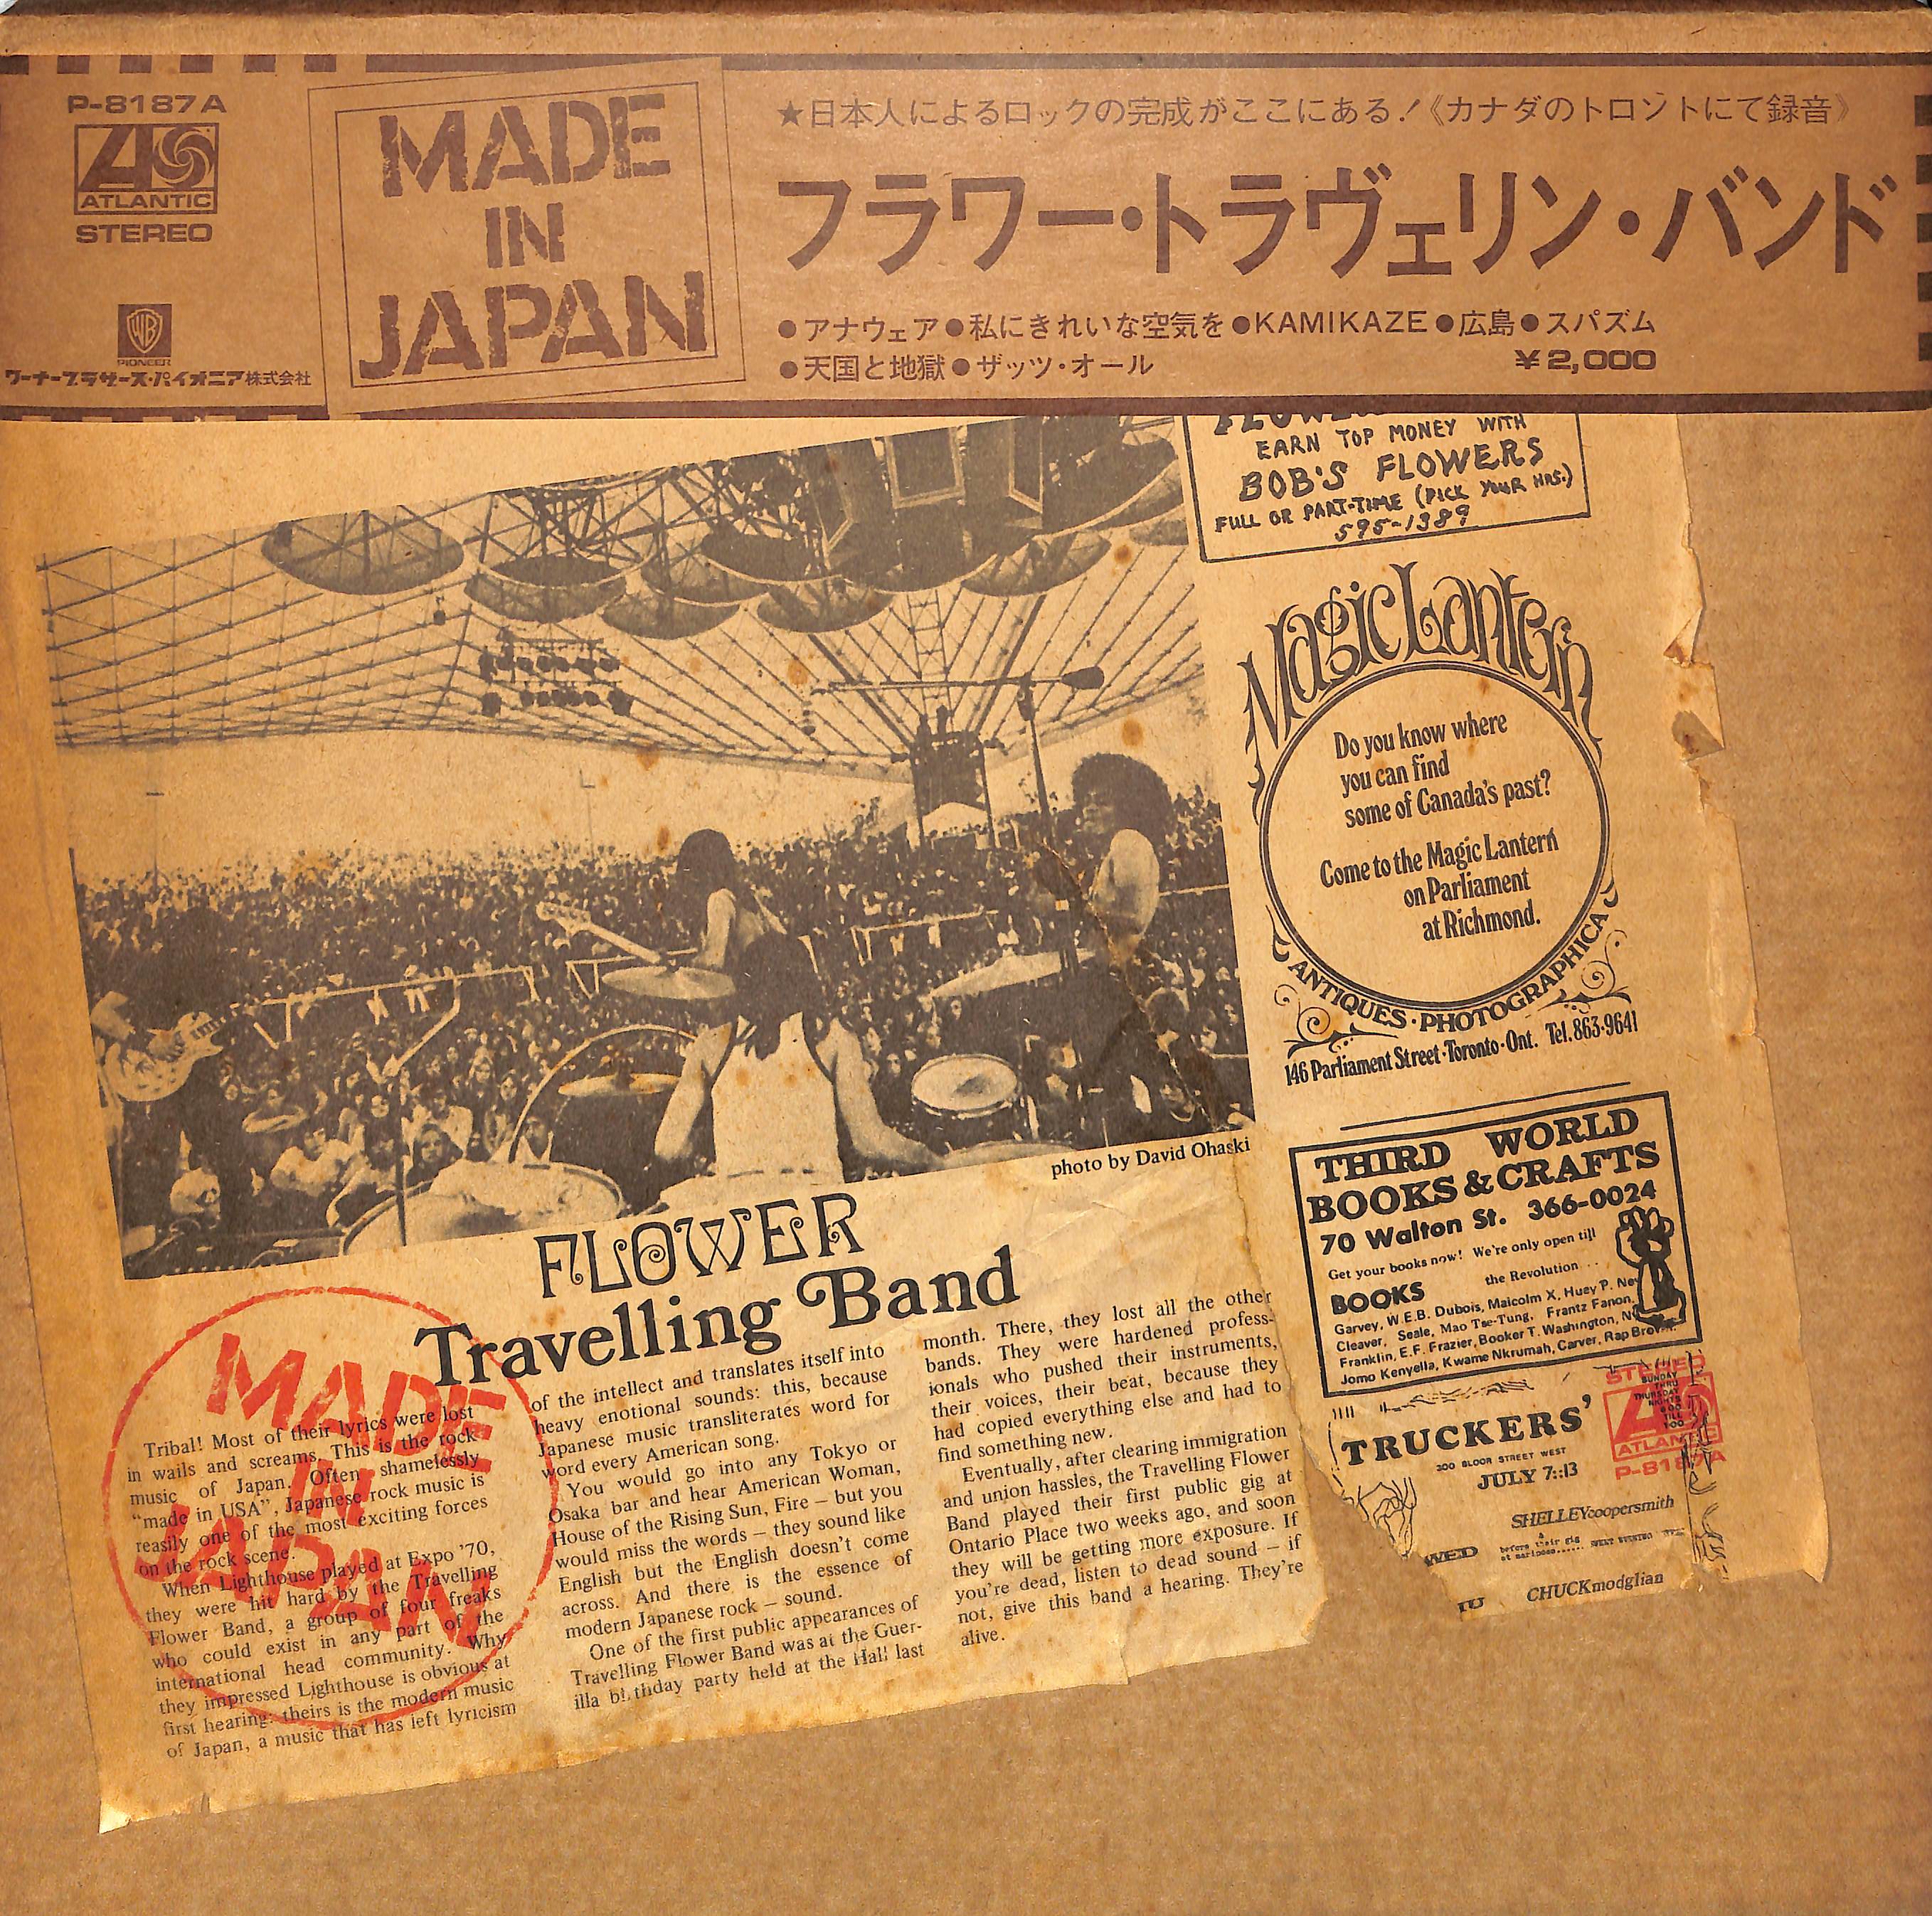 P-8187A
ATLANTIC
STEREO
WB
PIONEER
ワーナーブラザース・パイオニア株式会社
MADE
IN
JAPAN
★日本人によるロックの完成がここにある!《カナダのトロントにて録音》
フラワー・トラヴェリン・バンド
●アナウェア●私にきれいな空気を●KAMIKAZE●広島●スパズム
●天国と地獄●ザッツ・オール
¥2,000
EARN TOP MONEY WITH
BOB'S FLOWERS
FULL OR PART-TIME (PICK YOUR HRS.)
595-1389
Magic Lantern
Do you know where
you can find
some of Canada's past?
Come to the Magic Lantern
on Parliament
at Richmond.
ANTIQUES · PHOTOGRAPHICA
146 Parliament Street · Toronto · Ont. Tel. 863-9641
THIRD WORLD
BOOKS & CRAFTS
70 Walton St. 366-0024
Get your books now! We're only open till
the Revolution . .
BOOKS
Garvey, W.E.B. Dubois, Malcolm X, Huey P.
Cleaver, Seale, Mao Tse-Tung, Frantz Fanon,
Franklin, E.F. Frazier, Booker T. Washington,
Jomo Kenyella, Kwame Nkrumah, Carver, Rap
TRUCKERS'
300 BLOOR STREET WEST
JULY 7::13
SHELLEYcoopersmith
WED
before their gig
CHUCKmodglian
STEREO
SUNDAY
THRU
THURSDAY
NIGHTS
TILL
ATLANTIC
P-8187A
photo by David Ohaski
FLOWER
Travelling Band
MADE
IN
JAPAN
Tribal! Most of their lyrics were lost
in wails and screams. This is the rock
music of Japan. Often shamelessly
"made in USA", Japanese rock music is
easily one of the most exciting forces
on the rock scene.
When Lighthouse played at Expo '70,
they were hit hard by the Travelling
Flower Band, a group of four freaks
who could exist in any part of the
international head community. Why
they impressed Lighthouse is obvious at
first hearing: theirs is the modern music
of Japan, a music that has left lyricism
of the intellect and translates itself into
heavy enotional sounds: this, because
Japanese music transliterates word for
word every American song.
You would go into any Tokyo or
Osaka bar and hear American Woman,
House of the Rising Sun, Fire – but you
would miss the words – they sound like
English but the English doesn't come
across. And there is the essence of
modern Japanese rock – sound.
One of the first public appearances of
Travelling Flower Band was at the Guer-
illa birthday party held at the Hall last
month. There, they lost all the other
bands. They were hardened profess-
ionals who pushed their instruments,
their voices, their beat, because they
had copied everything else and had to
find something new.
Eventually, after clearing immigration
and union hassles, the Travelling Flower
Band played their first public gig at
Ontario Place two weeks ago, and soon
they will be getting more exposure. If
you're dead, listen to dead sound – if
not, give this band a hearing. They're
alive.